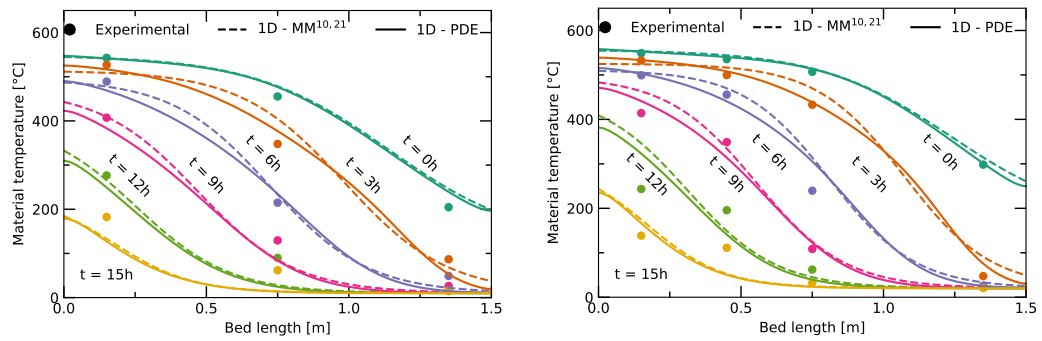 Experimental 1D - MM10,21 1D - PDE
Material temperature [°C]
600
400
200
0
t = 0h
t = 3h
t = 6h
t = 9h
t = 12h
t = 15h
0.0 0.5 1.0 1.5
Bed length [m]
Experimental 1D - MM10,21 1D - PDE
Material temperature [°C]
600
400
200
0
t = 0h
t = 3h
t = 6h
t = 9h
t = 12h
t = 15h
0.0 0.5 1.0 1.5
Bed length [m]